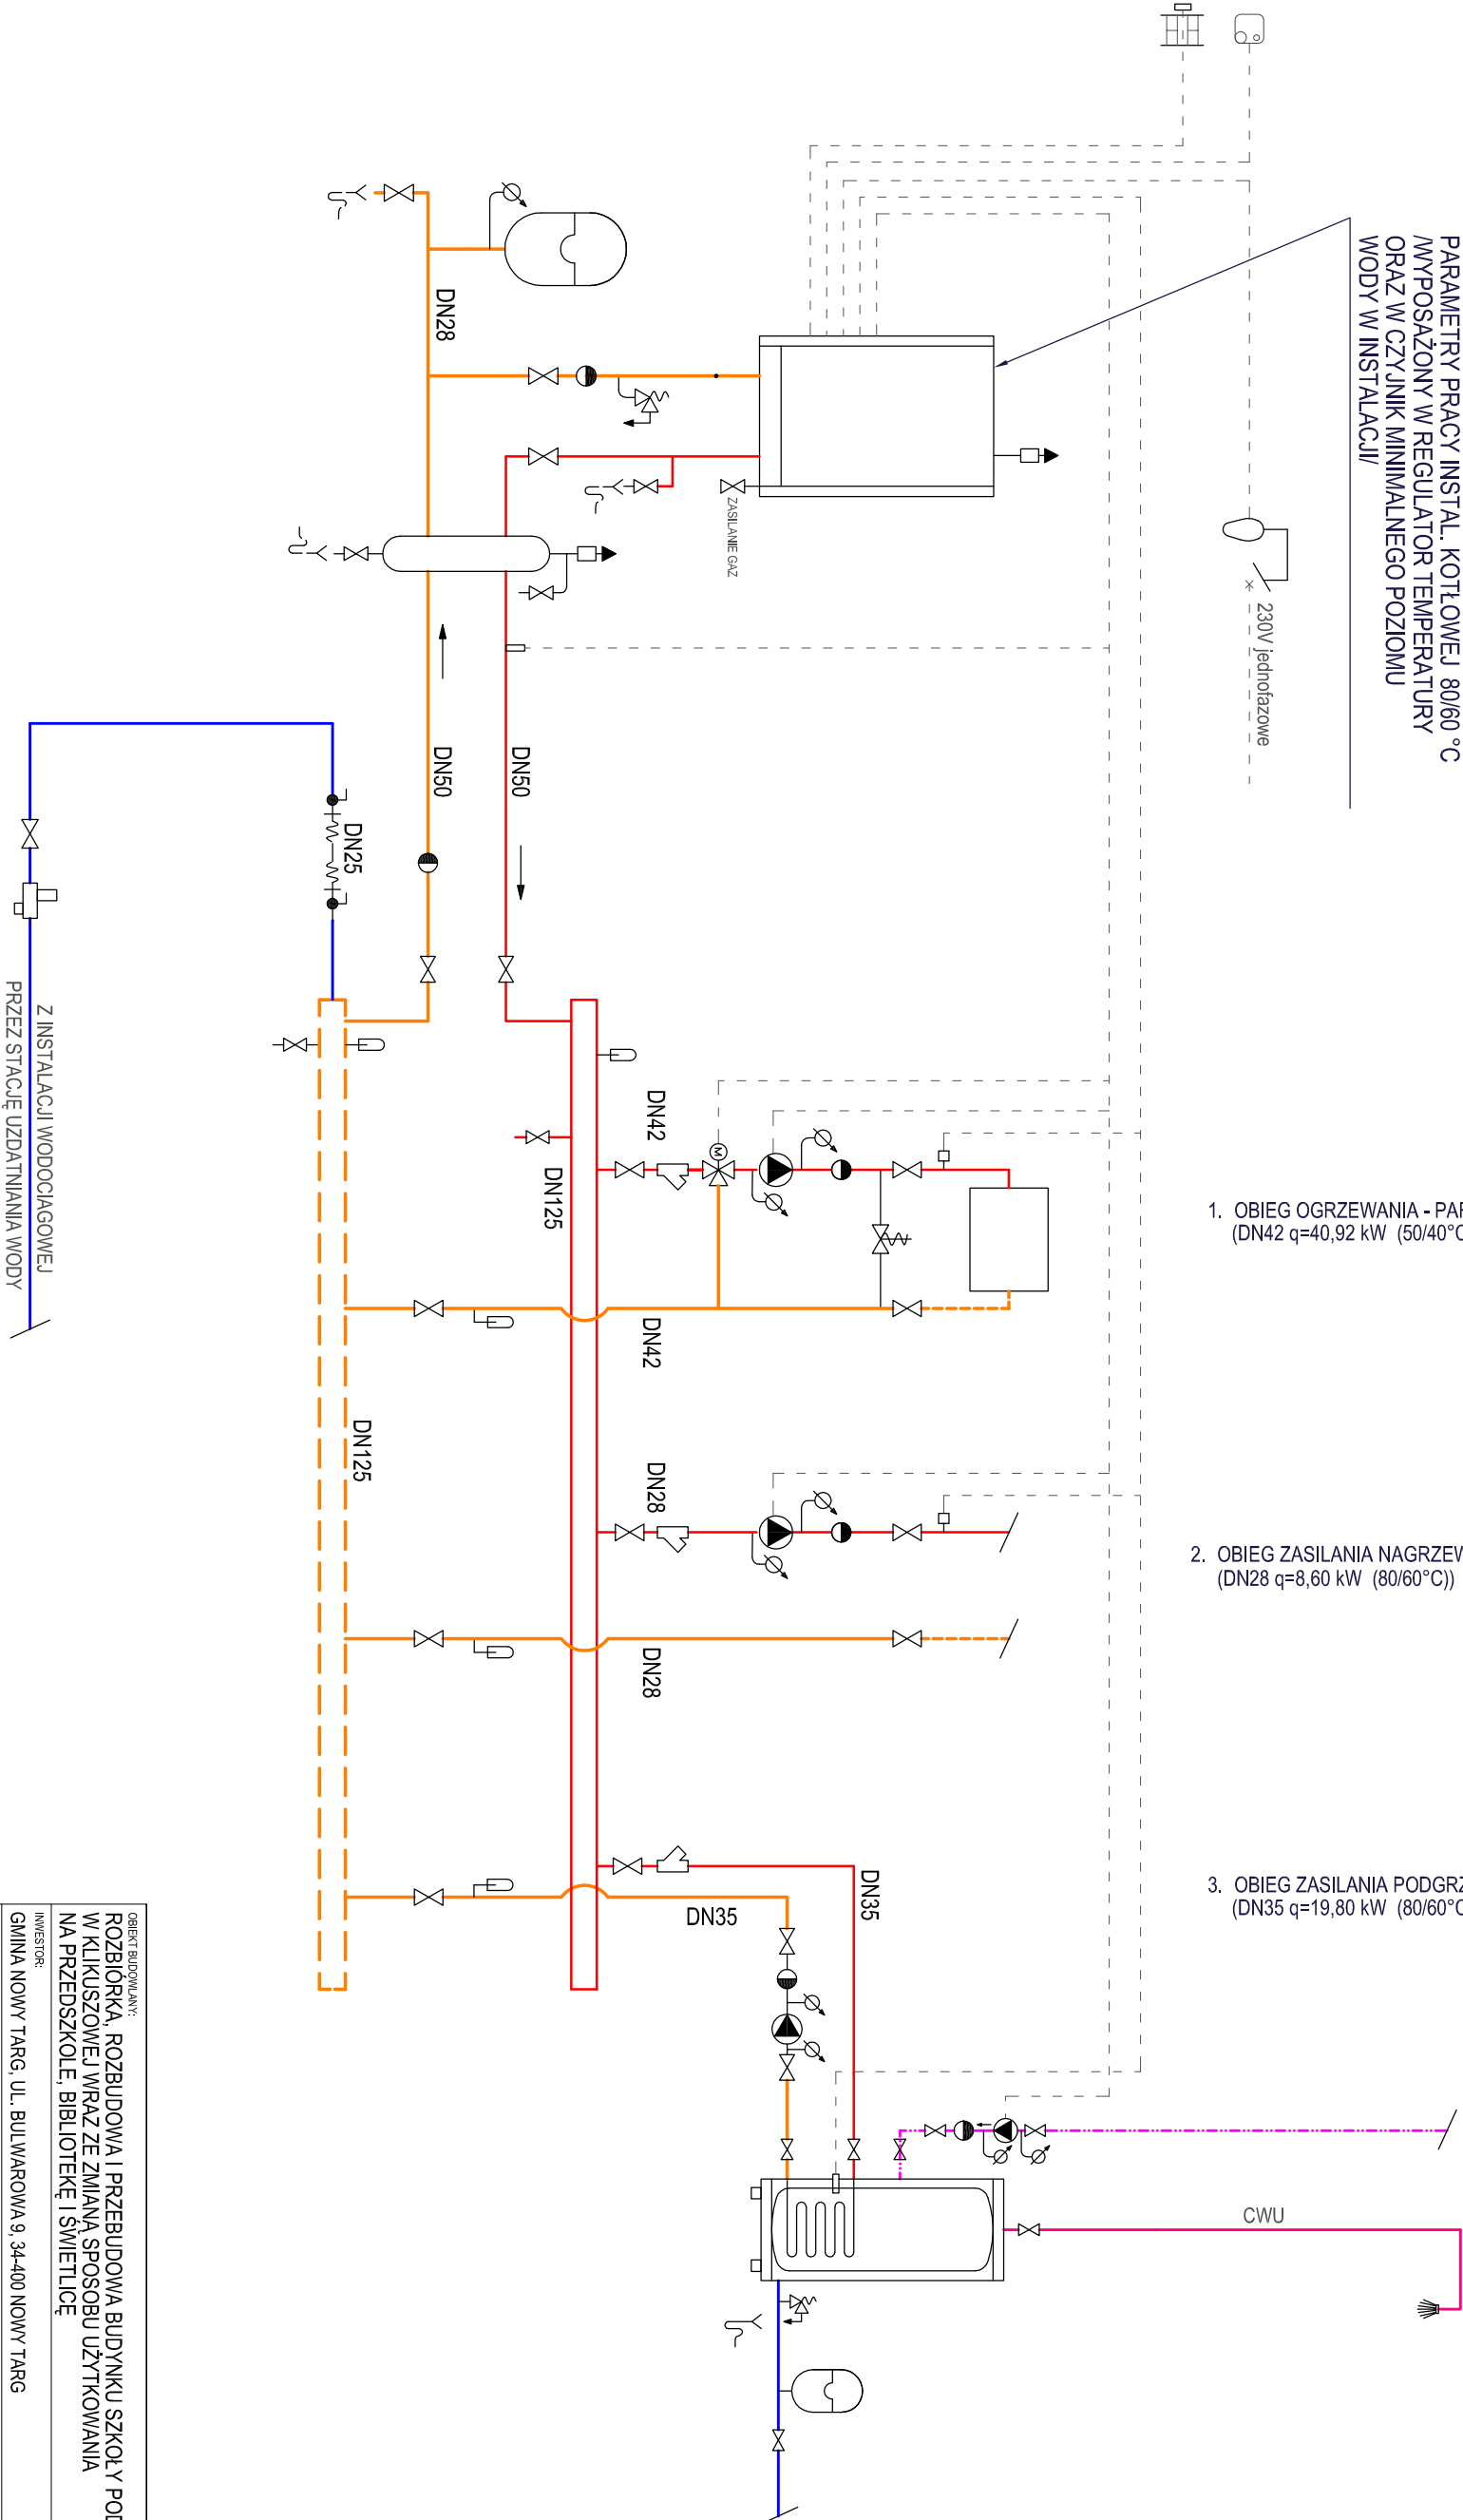 PARAMETRY PRACY INSTAL. KOTŁOWEJ 80/60 °C
/WYPOSAŻONY W REGULATOR TEMPERATURY
ORAZ W CZYJNIK MINIMALNEGO POZIOMU
WODY W INSTALACJI/
230V jednofazowe
ZASILANIE GAZ
DN28
DN50
DN50
DN25
Z INSTALACJI WODOCIAGOWEJ
PRZEZ STACJĘ UZDATNIANIA WODY
DN42
DN125
DN42
DN125
DN28
DN28
DN35
DN35
M
1. OBIEG OGRZEWANIA - PAR
(DN42 q=40,92 kW (50/40°C
2. OBIEG ZASILANIA NAGRZEW
(DN28 q=8,60 kW (80/60°C))
3. OBIEG ZASILANIA PODGRZ
(DN35 q=19,80 kW (80/60°C
CWU
OBIEKT BUDOWLANY:
ROZBIÓRKA, ROZBUDOWA I PRZEBUDOWA BUDYNKU SZKOŁY POD
W KLIKUSZOWEJ WRAZ ZE ZMIANĄ SPOSOBU UŻYTKOWANIA
NA PRZEDSZKOLE, BIBLIOTEKĘ I ŚWIETLICĘ
INWESTOR:
GMINA NOWY TARG, UL. BULWAROWA 9, 34-400 NOWY TARG